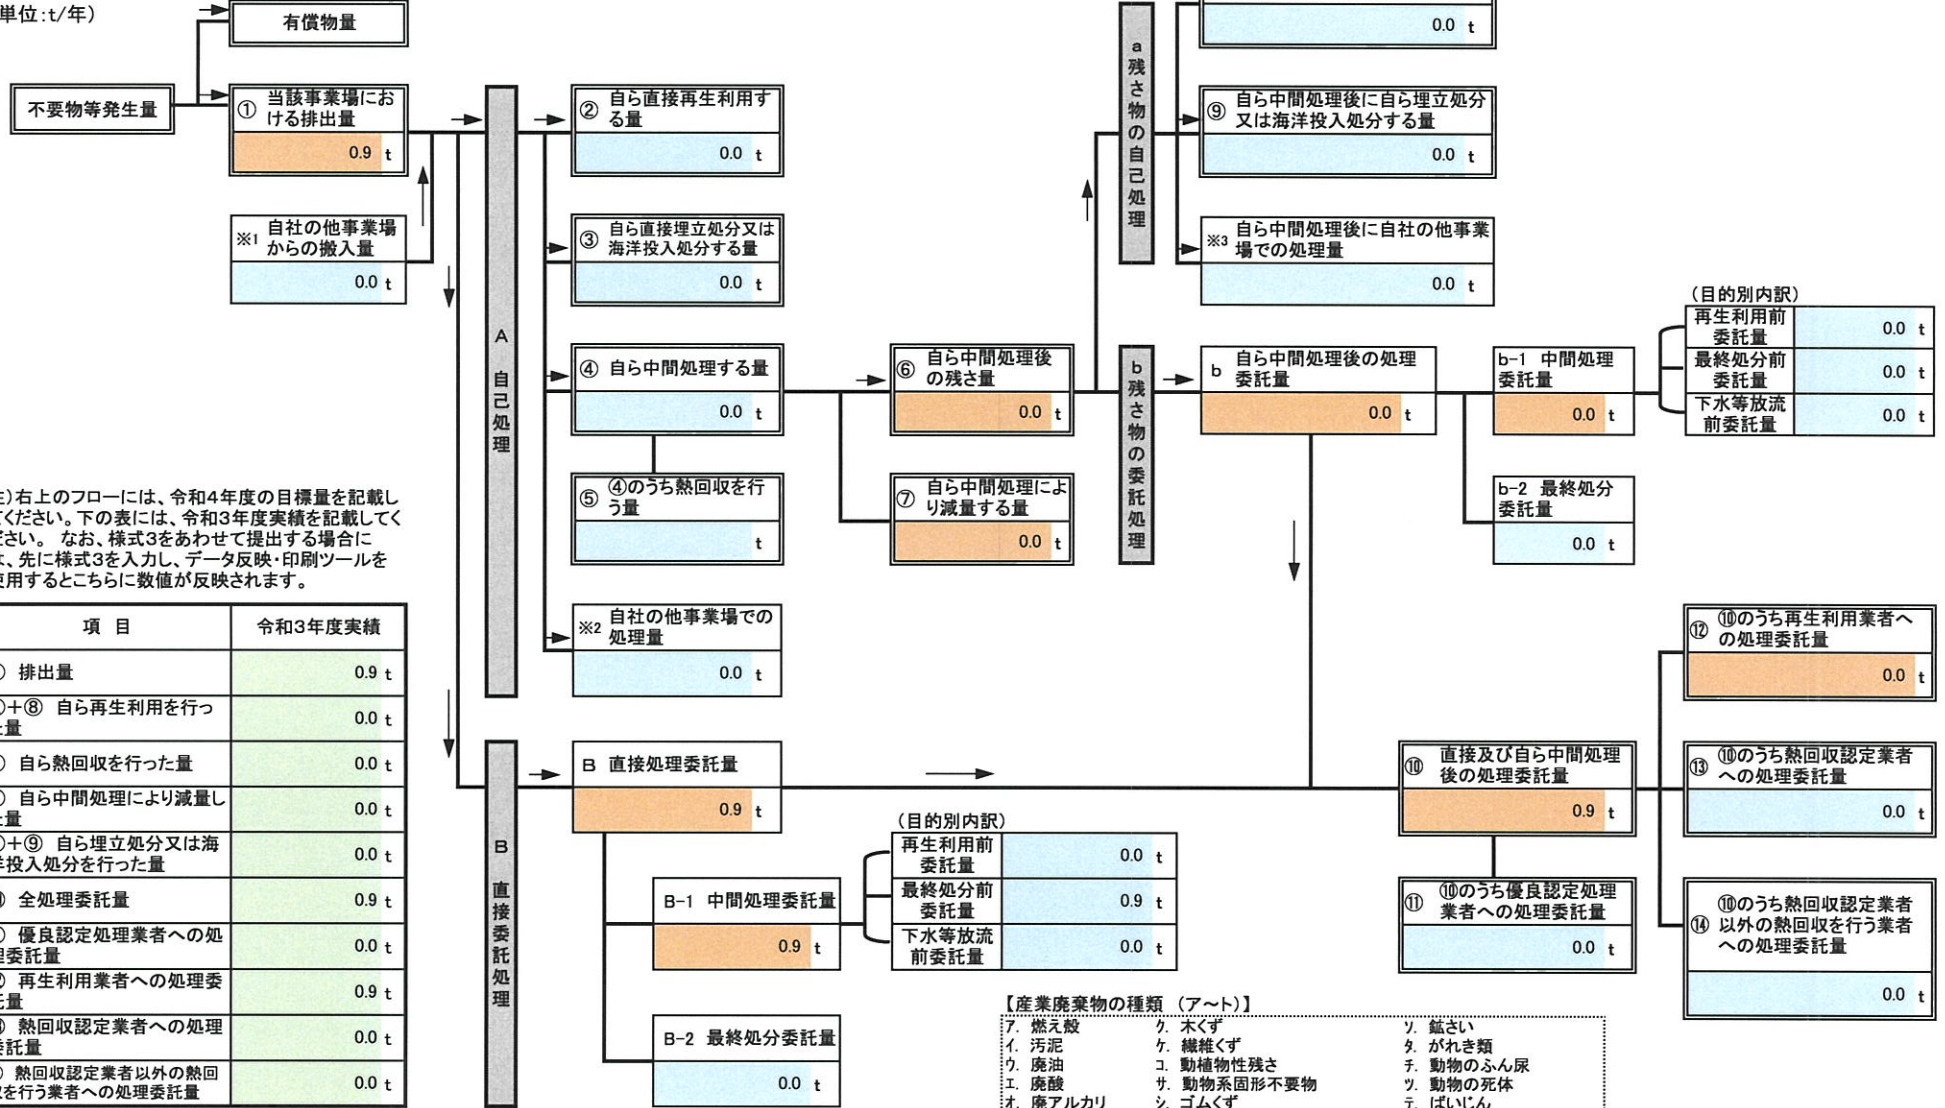 単位:t/年)
有償物量
不要物等発生量
① 当該事業場にお
ける排出量
0.9 t
※1 自社の他事業場
からの搬入量
0.0 t
A 自己処理
② 自ら直接再生利用す
る量
0.0 t
③ 自ら直接埋立処分又は
海洋投入処分する量
0.0 t
④ 自ら中間処理する量
0.0 t
⑤ ④のうち熱回収を行
う量
t
※2 自社の他事業場での
処理量
0.0 t
⑥ 自ら中間処理後
の残さ量
0.0 t
⑦ 自ら中間処理によ
り減量する量
0.0 t
a 残さ物の自己処理
0.0 t
⑨ 自ら中間処理後に自ら埋立処分
又は海洋投入処分する量
0.0 t
※3 自ら中間処理後に自社の他事業
場での処理量
0.0 t
b 残さ物の委託処理
b 自ら中間処理後の処理
委託量
0.0 t
b-1 中間処理
委託量
0.0 t
(目的別内訳)
再生利用前
委託量
0.0 t
最終処分前
委託量
0.0 t
下水等放流
前委託量
0.0 t
b-2 最終処分
委託量
0.0 t
)右上のフローには、令和4年度の目標量を記載し
ください。下の表には、令和3年度実績を記載してく
さい。 なお、様式3をあわせて提出する場合に
、先に様式3を入力し、データ反映・印刷ツールを
使用するとこちらに数値が反映されます。
項 目 令和3年度実績
排出量 0.9 t
+⑧ 自ら再生利用を行っ
量
0.0 t
自ら熱回収を行った量 0.0 t
自ら中間処理により減量し
量
0.0 t
+⑨ 自ら埋立処分又は海
洋投入処分を行った量
0.0 t
全処理委託量 0.9 t
優良認定処理業者への処
理委託量
0.0 t
再生利用業者への処理委
託量
0.9 t
熱回収認定業者への処理
委託量
0.0 t
熱回収認定業者以外の熱回
収を行う業者への処理委託量
0.0 t
B 直接委託処理
B 直接処理委託量
0.9 t
B-1 中間処理委託量
0.9 t
(目的別内訳)
再生利用前
委託量
0.0 t
最終処分前
委託量
0.9 t
下水等放流
前委託量
0.0 t
B-2 最終処分委託量
0.0 t
⑩ 直接及び自ら中間処理
後の処理委託量
0.9 t
⑪ ⑩のうち優良認定処理
業者への処理委託量
0.0 t
⑫ ⑩のうち再生利用業者へ
の処理委託量
0.0 t
⑬ ⑩のうち熱回収認定業者
への処理委託量
0.0 t
⑭ ⑩のうち熱回収認定業者
以外の熱回収を行う業者
への処理委託量
0.0 t
【産業廃棄物の種類 (ア~ト)】
ア. 燃え殻 ク. 木くず ソ. 鉱さい
イ. 汚泥 ケ. 繊維くず タ. がれき類
ウ. 廃油 コ. 動植物性残さ チ. 動物のふん尿
エ. 廃酸 サ. 動物系固形不要物 ツ. 動物の死体
オ. 廃アルカリ シ. ゴムくず テ. ばいじん